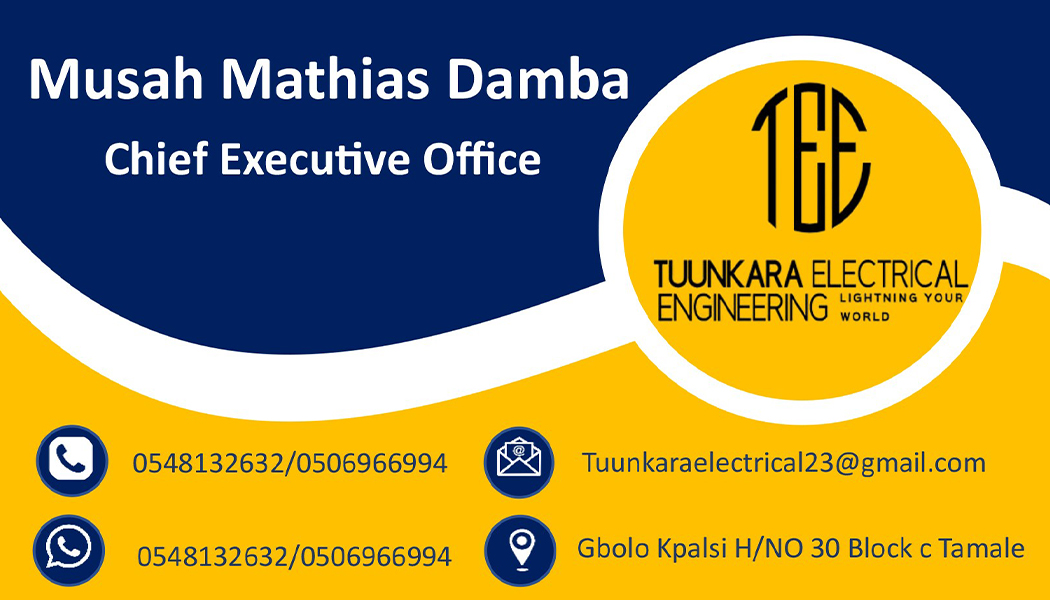 Musah Mathias Damba
Chief Executive Office
TEE
TUUNKARA ELECTRICAL
ENGINEERING LIGHTNING YOUR
WORLD
0548132632/0506966994
Tuunkaraelectrical23@gmail.com
0548132632/0506966994
Gbolo Kpalsi H/NO 30 Block c Tamale